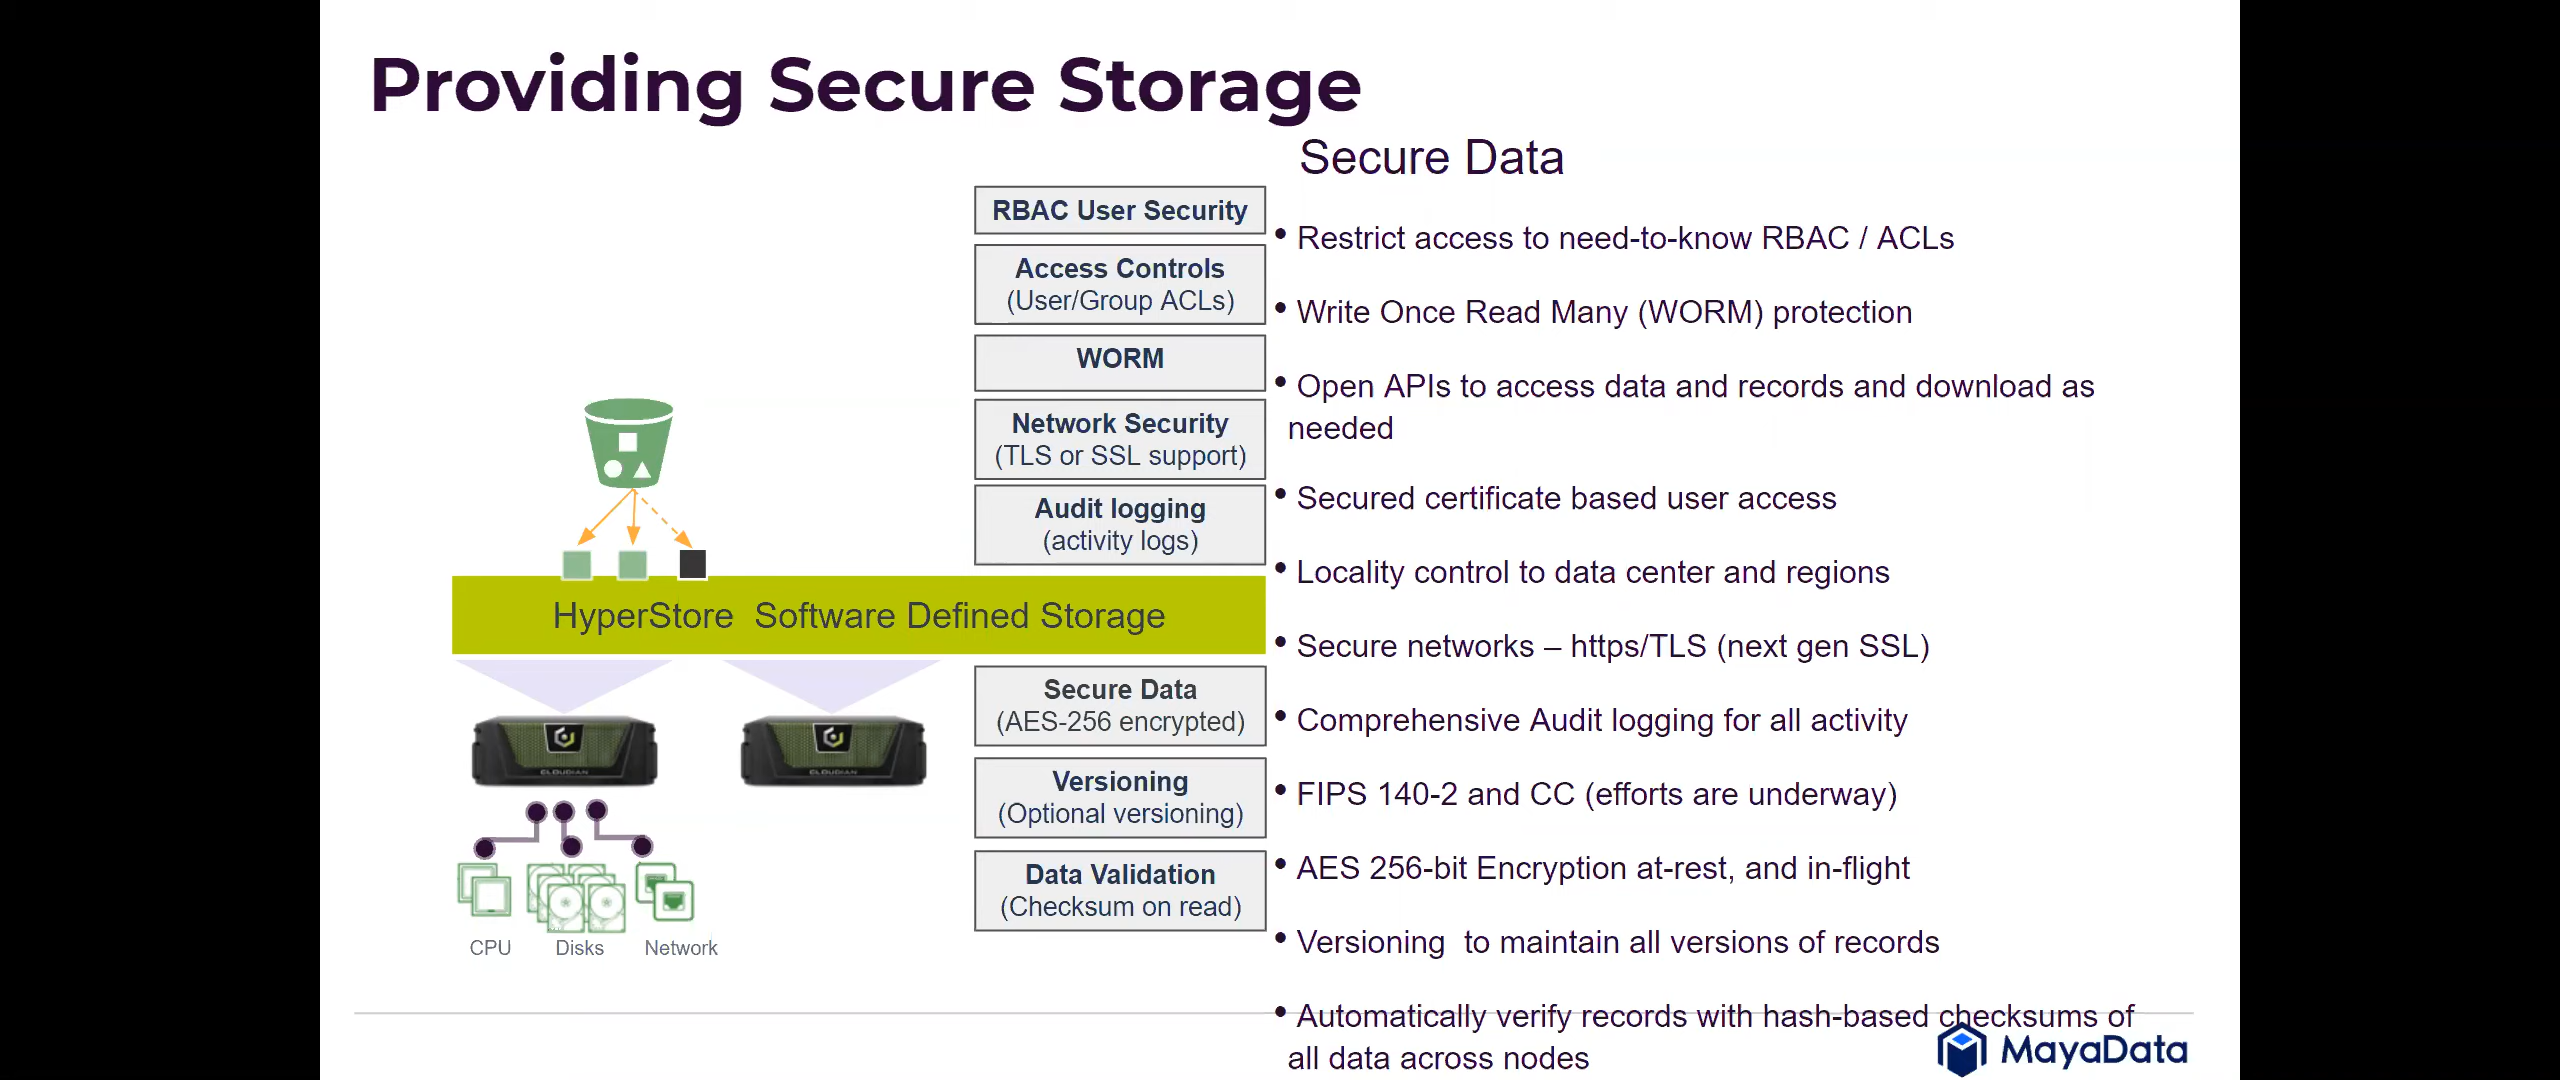 Providing Secure Storage
Secure Data
RBAC User Security
Access Controls
(User/Group ACLs)
WORM
Network Security
(TLS or SSL support)
Audit logging
(activity logs)
HyperStore  Software Defined Storage
Secure Data
(AES-256 encrypted)
Versioning
(Optional versioning)
Data Validation
(Checksum on read)
CLOUDIAN
CLOUDIAN
CPU
Disks
Network
• Restrict access to need-to-know RBAC / ACLs
• Write Once Read Many (WORM) protection
• Open APIs to access data and records and download as
needed
• Secured certificate based user access
• Locality control to data center and regions
• Secure networks – https/TLS (next gen SSL)
• Comprehensive Audit logging for all activity
• FIPS 140-2 and CC (efforts are underway)
• AES 256-bit Encryption at-rest, and in-flight
• Versioning  to maintain all versions of records
• Automatically verify records with hash-based checksums of
all data across nodes
MayaData